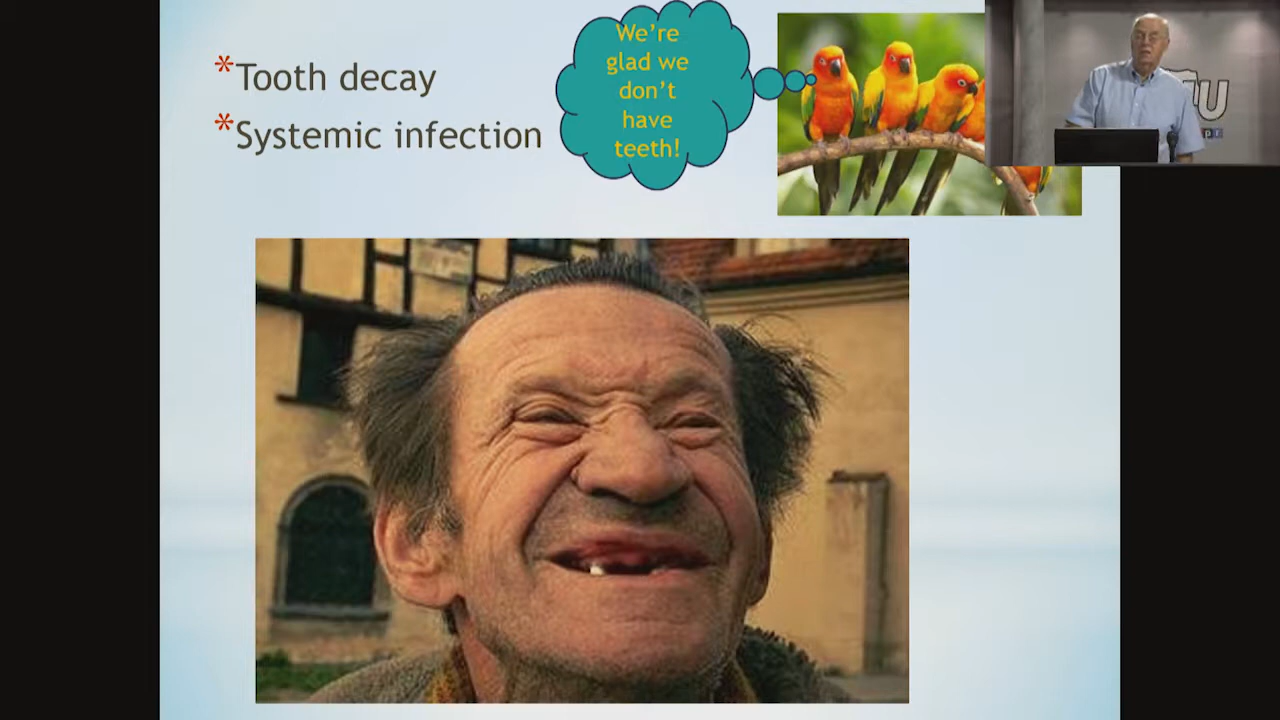 *Tooth decay
*Systemic infection
We're
glad we
don't
have
teeth!